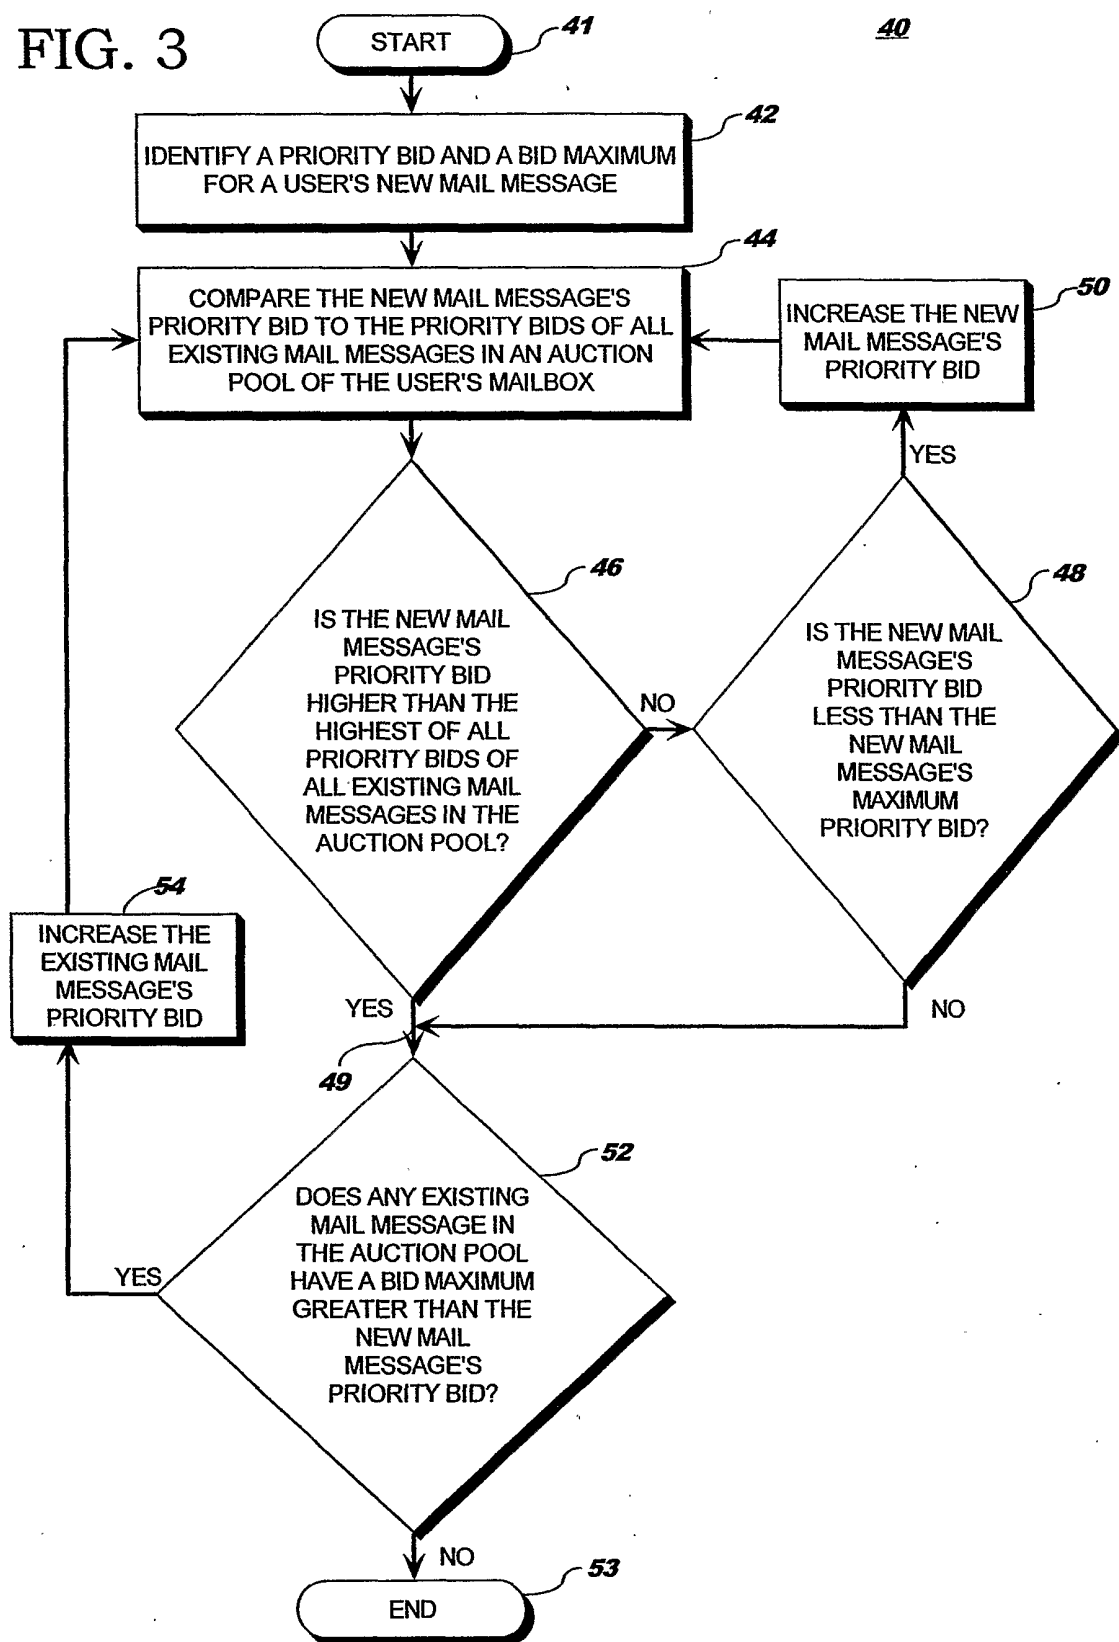 FIG. 3
40
START
41
42
IDENTIFY A PRIORITY BID AND A BID MAXIMUM
FOR A USER'S NEW MAIL MESSAGE
44
COMPARE THE NEW MAIL MESSAGE'S
PRIORITY BID TO THE PRIORITY BIDS OF ALL
EXISTING MAIL MESSAGES IN AN AUCTION
POOL OF THE USER'S MAILBOX
50
INCREASE THE NEW
MAIL MESSAGE'S
PRIORITY BID
YES
46
IS THE NEW MAIL
MESSAGE'S
PRIORITY BID
HIGHER THAN THE
HIGHEST OF ALL
PRIORITY BIDS OF
ALL EXISTING MAIL
MESSAGES IN THE
AUCTION POOL?
NO
48
IS THE NEW MAIL
MESSAGE'S
PRIORITY BID
LESS THAN THE
NEW MAIL
MESSAGE'S
MAXIMUM
PRIORITY BID?
54
INCREASE THE
EXISTING MAIL
MESSAGE'S
PRIORITY BID
YES
NO
49
52
DOES ANY EXISTING
MAIL MESSAGE IN
THE AUCTION POOL
HAVE A BID MAXIMUM
GREATER THAN THE
NEW MAIL
MESSAGE'S
PRIORITY BID?
YES
NO
53
END